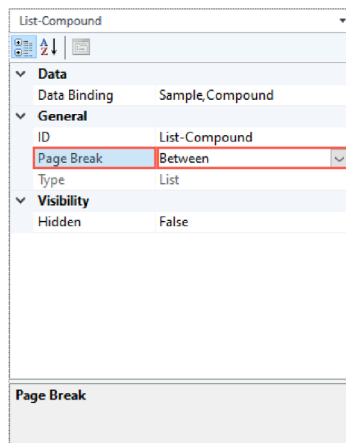 List-Compound
Data
Data Binding Sample,Compound
General
ID List-Compound
Page Break Between
Type List
Visibility
Hidden False
Page Break